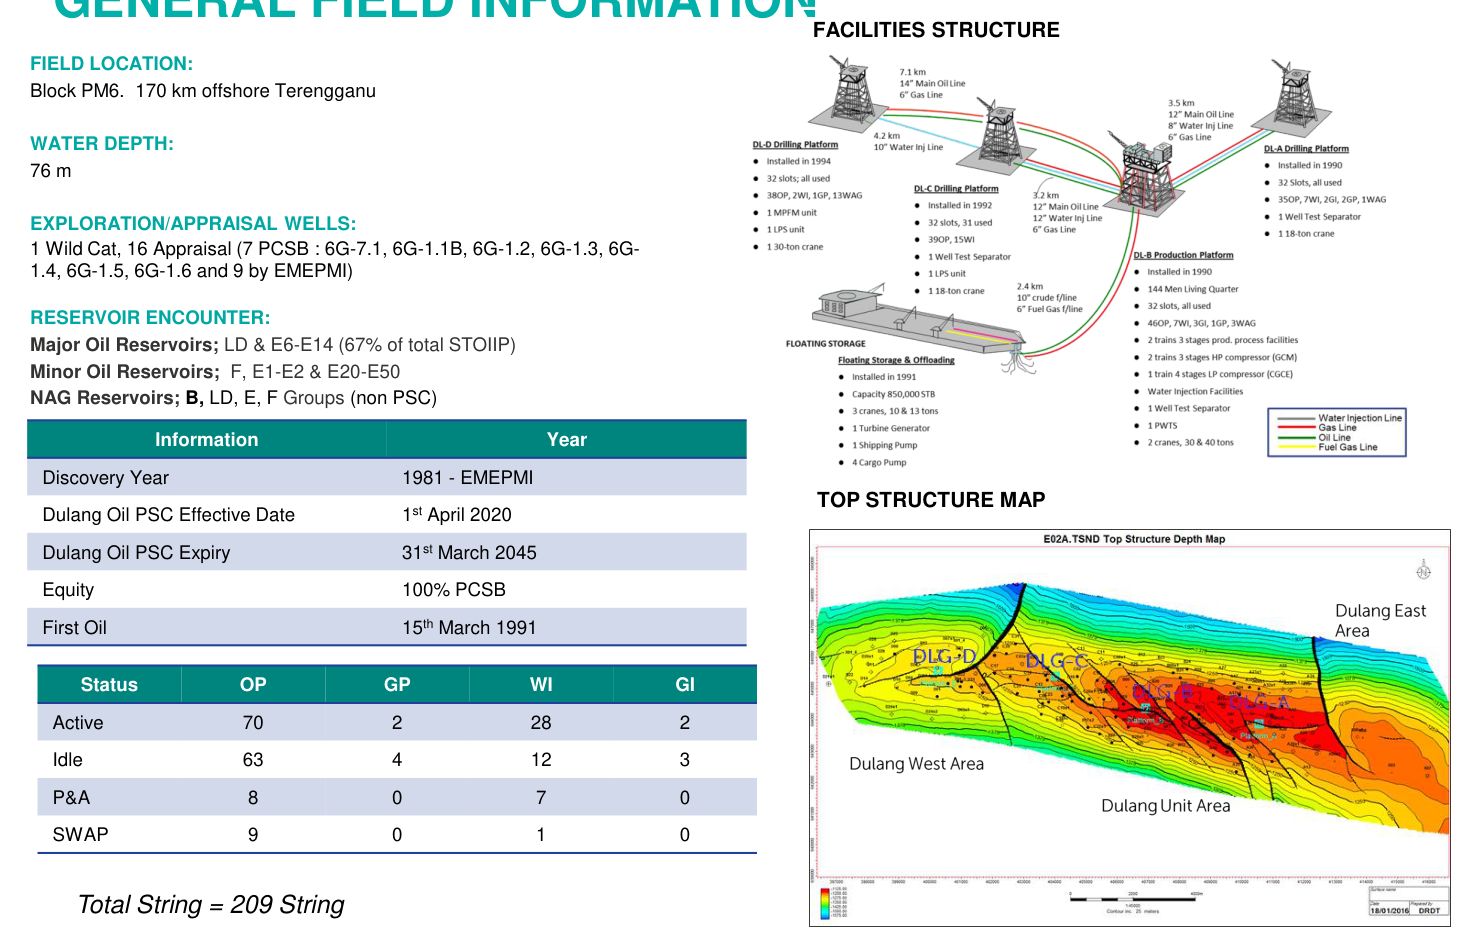 GENERAL FIELD INFORMATION
FIELD LOCATION:
Block PM6. 170 km offshore Terengganu
WATER DEPTH:
76 m
EXPLORATION/APPRAISAL WELLS:
1 Wild Cat, 16 Appraisal (7 PCSB : 6G-7.1, 6G-1.1B, 6G-1.2, 6G-1.3, 6G-
1.4, 6G-1.5, 6G-1.6 and 9 by EMEPMI)
RESERVOIR ENCOUNTER:
Major Oil Reservoirs; LD & E6-E14 (67% of total STOIIP)
Minor Oil Reservoirs; F, E1-E2 & E20-E50
NAG Reservoirs; B, LD, E, F Groups (non PSC)
Information Year
Discovery Year 1981 - EMEPMI
Dulang Oil PSC Effective Date 1st April 2020
Dulang Oil PSC Expiry 31st March 2045
Equity 100% PCSB
First Oil 15th March 1991
Status OP GP WI GI
Active 70 2 28 2
Idle 63 4 12 3
P&A 8 0 7 0
SWAP 9 0 1 0
Total String = 209 String
FACILITIES STRUCTURE
7.1 km
14" Main Oil Line
6" Gas Line
4.2 km
10" Water Inj Line
3.5 km
12" Main Oil Line
8" Water Inj Line
6" Gas Line
DL-D Drilling Platform
● Installed in 1994
● 32 slots; all used
● 38OP, 2WI, 1GP, 13WAG
● 1 MPFM unit
● 1 LPS unit
● 1 30-ton crane
DL-C Drilling Platform
● Installed in 1992
● 32 slots, 31 used
● 39OP, 15WI
● 1 Well Test Separator
● 1 LPS unit
● 1 18-ton crane
3.2 km
12" Main Oil Line
12" Water Inj Line
6" Gas Line
DL-A Drilling Platform
● Installed in 1990
● 32 Slots, all used
● 35OP, 7WI, 2GI, 2GP, 1WAG
● 1 Well Test Separator
● 1 18-ton crane
DL-B Production Platform
● Installed in 1990
● 144 Men Living Quarter
● 32 slots, all used
● 46OP, 7WI, 3GI, 1GP, 3WAG
● 2 trains 3 stages prod. process facilities
● 2 trains 3 stages HP compressor (GCM)
● 1 train 4 stages LP compressor (CGCE)
● Water Injection Facilities
● 1 Well Test Separator
● 1 PWTS
● 2 cranes, 30 & 40 tons
2.4 km
10" crude f/line
6" Fuel Gas f/line
FLOATING STORAGE
Floating Storage & Offloading
● Installed in 1991
● Capacity 850,000 STB
● 3 cranes, 10 & 13 tons
● 1 Turbine Generator
● 1 Shipping Pump
● 4 Cargo Pump
Water Injection Line
Gas Line
Oil Line
Fuel Gas Line
TOP STRUCTURE MAP
E02A.TSND Top Structure Depth Map
N
Dulang East
Area
DLG-D
DLG-C
DLG-B
DLG-A
Platform_B
Dulang West Area
Dulang Unit Area
Contour inc 25 meters
Surface name
Date
18/01/2016
Prepared by
DRDT